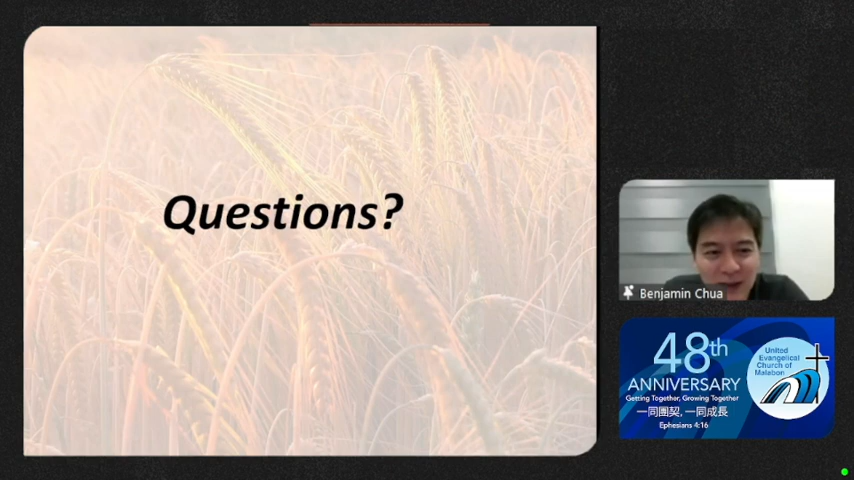 Questions?
Benjamin Chua
48th
ANNIVERSARY
Getting Together, Growing Together
一同團契, 一同成長
Ephesians 4:16
United
Evangelical
Church of
Malabon